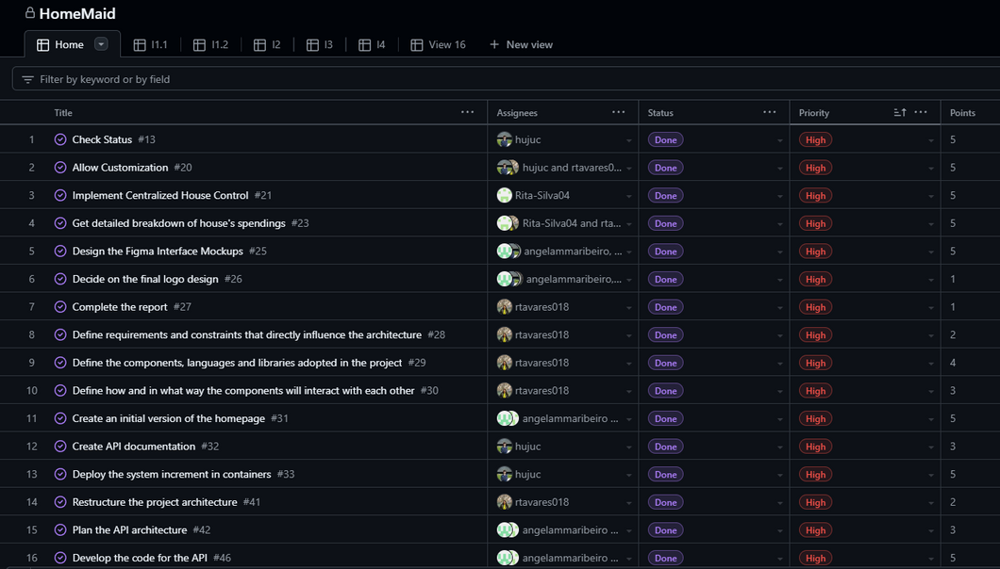 HomeMaid
Home I1.1 I1.2 I2 I3 I4 View 16 + New view
Filter by keyword or by field
Title Assignees Status Priority Points
1 Check Status #13 hujuc Done High 5
2 Allow Customization #20 hujuc and rtavares0... Done High 5
3 Implement Centralized House Control #21 Rita-Silva04 Done High 5
4 Get detailed breakdown of house's spendings #23 Rita-Silva04 and rta... Done High 5
5 Design the Figma Interface Mockups #25 angelammaribeiro, ... Done High 5
6 Decide on the final logo design #26 angelammaribeiro,... Done High 1
7 Complete the report #27 rtavares018 Done High 1
8 Define requirements and constraints that directly influence the architecture #28 rtavares018 Done High 2
9 Define the components, languages and libraries adopted in the project #29 rtavares018 Done High 4
10 Define how and in what way the components will interact with each other #30 rtavares018 Done High 3
11 Create an initial version of the homepage #31 angelammaribeiro ... Done High 5
12 Create API documentation #32 hujuc Done High 3
13 Deploy the system increment in containers #33 hujuc Done High 5
14 Restructure the project architecture #41 rtavares018 Done High 2
15 Plan the API architecture #42 angelammaribeiro ... Done High 3
16 Develop the code for the API #46 angelammaribeiro ... Done High 5